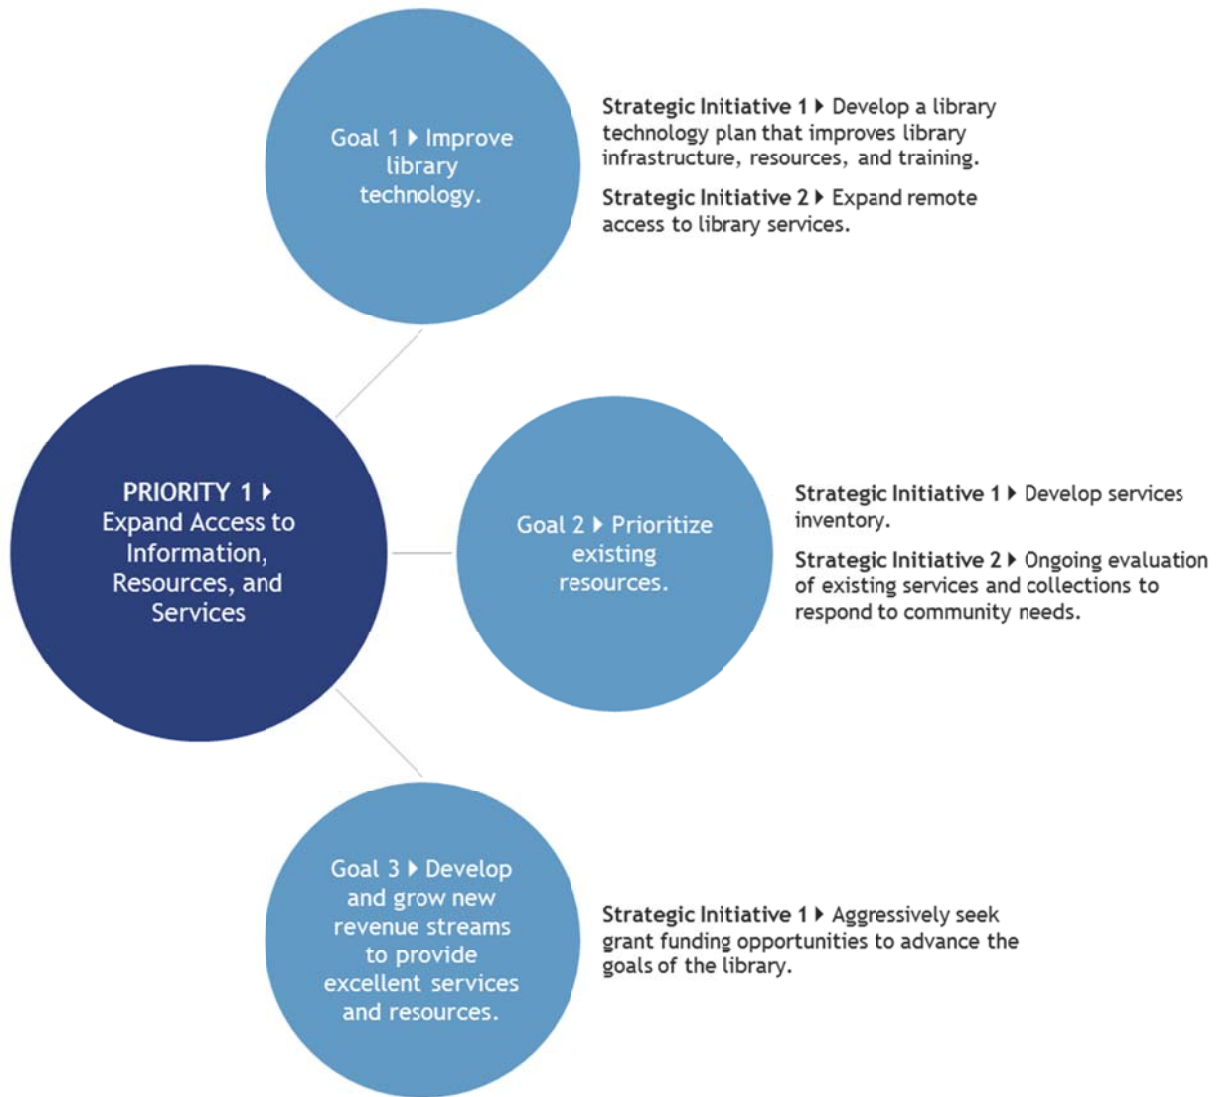 Goal 1 ▸ Improve
library
technology.
Strategic Initiative 1 ▸ Develop a library
technology plan that improves library
infrastructure, resources, and training.
Strategic Initiative 2 ▸ Expand remote
access to library services.
PRIORITY 1 ▸
Expand Access to
Information,
Resources, and
Services
Goal 2 ▸ Prioritize
existing
resources.
Strategic Initiative 1 ▸ Develop services
inventory.
Strategic Initiative 2 ▸ Ongoing evaluation
of existing services and collections to
respond to community needs.
Goal 3 ▸ Develop
and grow new
revenue streams
to provide
excellent services
and resources.
Strategic Initiative 1 ▸ Aggressively seek
grant funding opportunities to advance the
goals of the library.